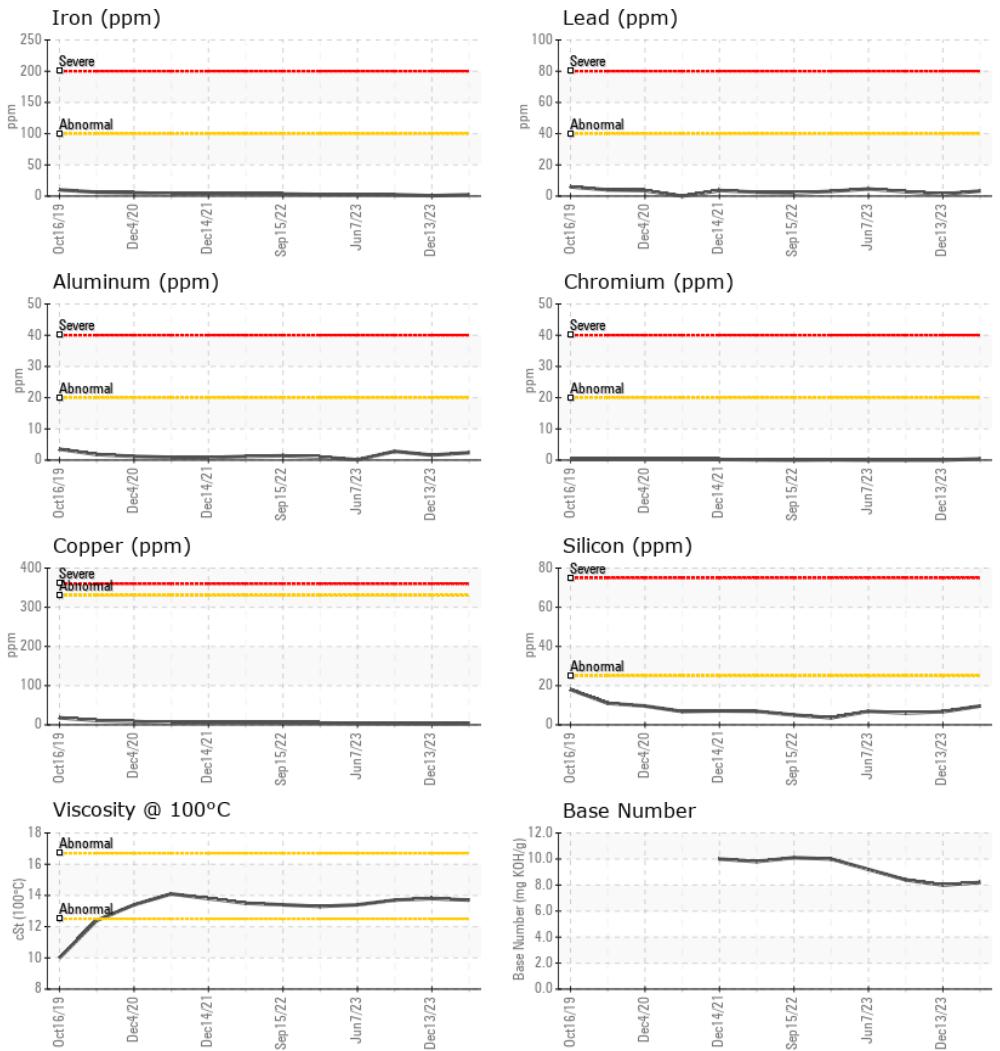 Iron (ppm)
250
200
150
100
50
0
ppm
Severe
Abnormal
Oct16/19
Dec4/20
Dec14/21
Sep15/22
Jun7/23
Dec13/23
Lead (ppm)
100
80
60
40
20
0
ppm
Severe
Abnormal
Oct16/19
Dec4/20
Dec14/21
Sep15/22
Jun7/23
Dec13/23
Aluminum (ppm)
50
40
30
20
10
0
ppm
Severe
Abnormal
Oct16/19
Dec4/20
Dec14/21
Sep15/22
Jun7/23
Dec13/23
Chromium (ppm)
50
40
30
20
10
0
ppm
Severe
Abnormal
Oct16/19
Dec4/20
Dec14/21
Sep15/22
Jun7/23
Dec13/23
Copper (ppm)
400
300
200
100
0
ppm
Severe
Abnormal
Oct16/19
Dec4/20
Dec14/21
Sep15/22
Jun7/23
Dec13/23
Silicon (ppm)
80
60
40
20
0
ppm
Severe
Abnormal
Oct16/19
Dec4/20
Dec14/21
Sep15/22
Jun7/23
Dec13/23
Viscosity @ 100°C
18
16
14
12
10
8
cSt (100°C)
Abnormal
Abnormal
Oct16/19
Dec4/20
Dec14/21
Sep15/22
Jun7/23
Dec13/23
Base Number
12.0
10.0
8.0
6.0
4.0
2.0
0.0
Base Number (mg KOH/g)
Oct16/19
Dec4/20
Dec14/21
Sep15/22
Jun7/23
Dec13/23